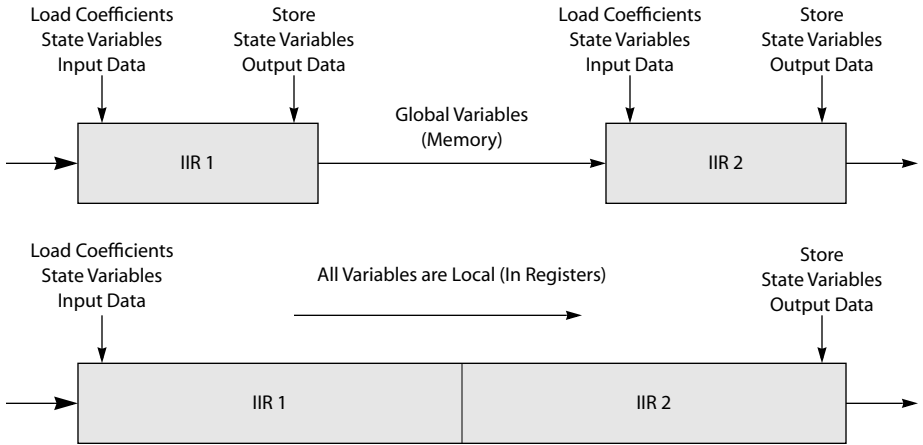 Load Coefficients
State Variables
Input Data
Store
State Variables
Output Data
Load Coefficients
State Variables
Input Data
Store
State Variables
Output Data
Global Variables
(Memory)
IIR 1
IIR 2
Load Coefficients
State Variables
Input Data
All Variables are Local (In Registers)
Store
State Variables
Output Data
IIR 1
IIR 2